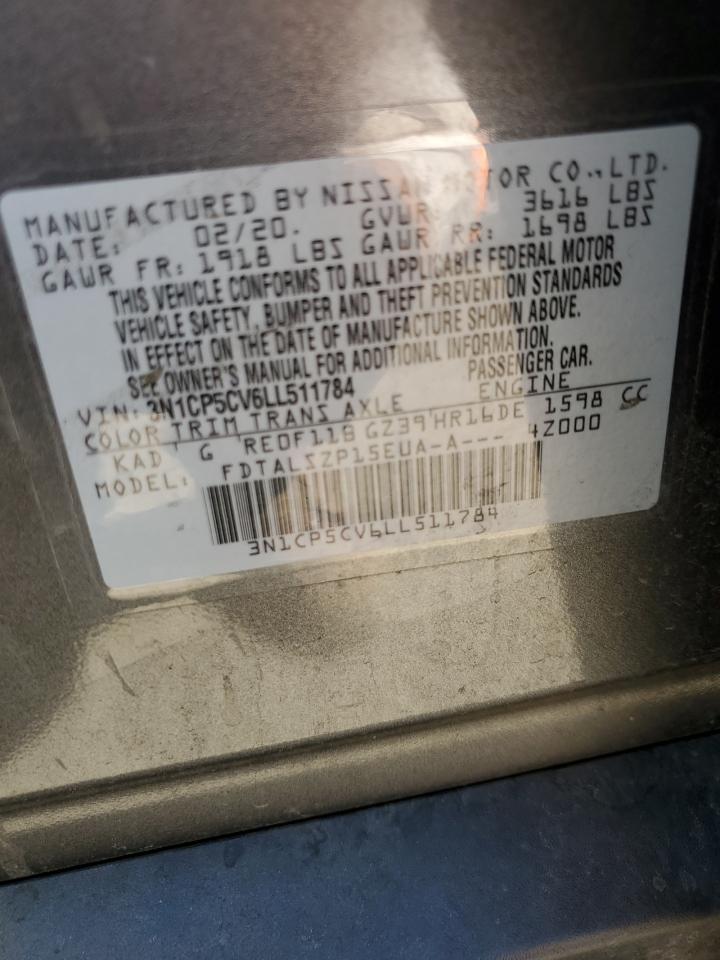 MANUFACTURED BY NISSAN MOTOR CO., LTD.
DATE: 02/20. GVWR: 3616 LBS
GAWR FR: 1918 LBS GAWR RR: 1698 LBS
THIS VEHICLE CONFORMS TO ALL APPLICABLE FEDERAL MOTOR
VEHICLE SAFETY, BUMPER AND THEFT PREVENTION STANDARDS
IN EFFECT ON THE DATE OF MANUFACTURE SHOWN ABOVE.
SEE OWNER'S MANUAL FOR ADDITIONAL INFORMATION.
VIN: 3N1CP5CV6LL511784 PASSENGER CAR.
COLOR TRIM TRANS AXLE ENGINE
KAD G RE0F11B GZ39 HR16DE 1598 CC
MODEL: FDTALSZP15EUA-A--- 4Z000
3N1CP5CV6LL511784